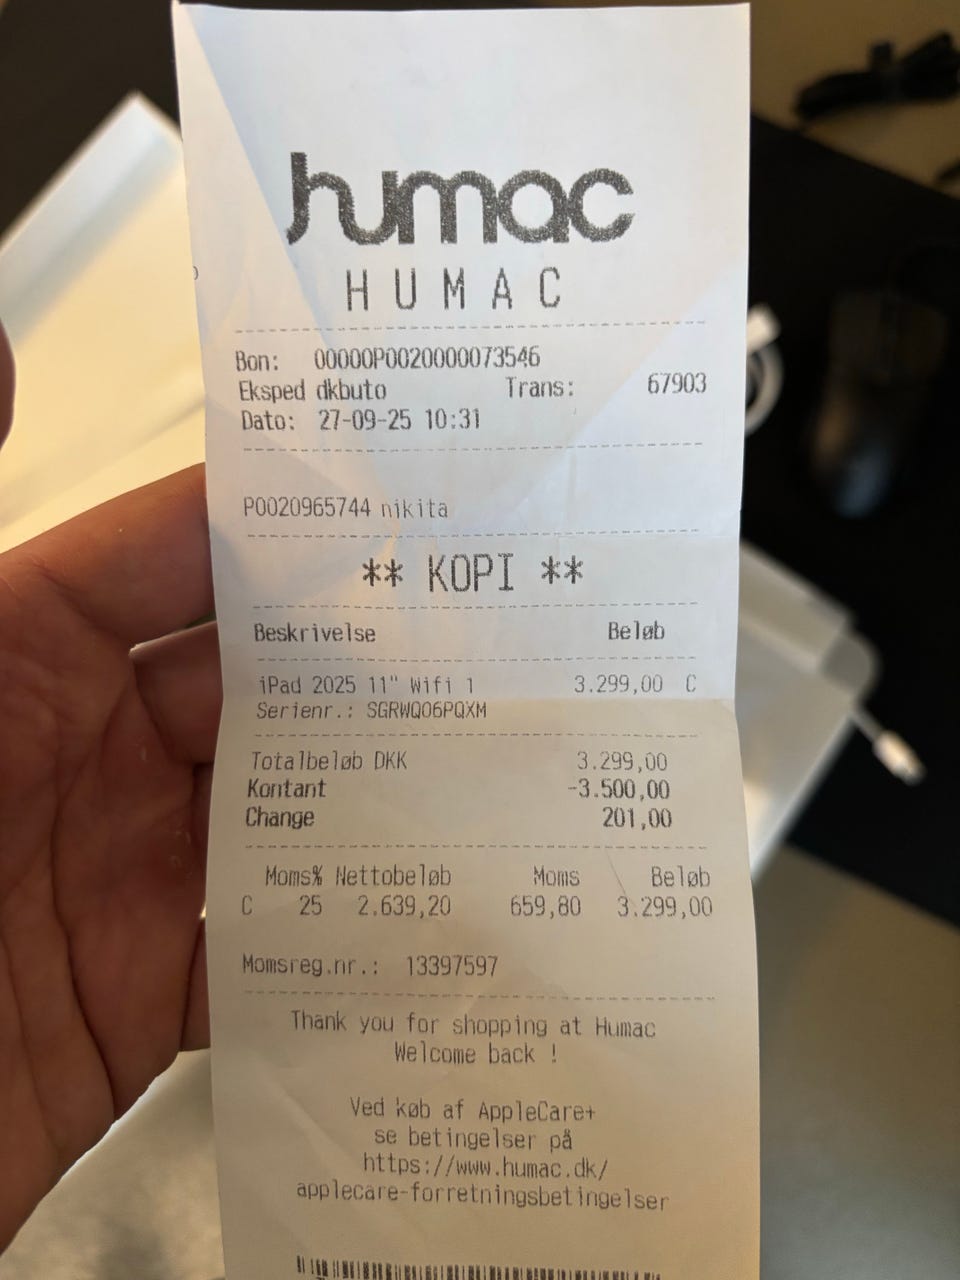 humac
HUMAC
Bon: 00000P0020000073546
Eksped dkbuto Trans: 67903
Dato: 27-09-25 10:31
P0020965744 nikita
** KOPI **
Beskrivelse Beløb
iPad 2025 11" Wifi 1 3.299,00 C
Serienr.: SGRWQ06PQXM
Totalbeløb DKK 3.299,00
Kontant -3.500,00
Change 201,00
Moms% Nettobeløb Moms Beløb
C 25 2.639,20 659,80 3.299,00
Momsreg.nr.: 13397597
Thank you for shopping at Humac
Welcome back !
Ved køb af AppleCare+
se betingelser på
https://www.humac.dk/
applecare-forretningsbetingelser